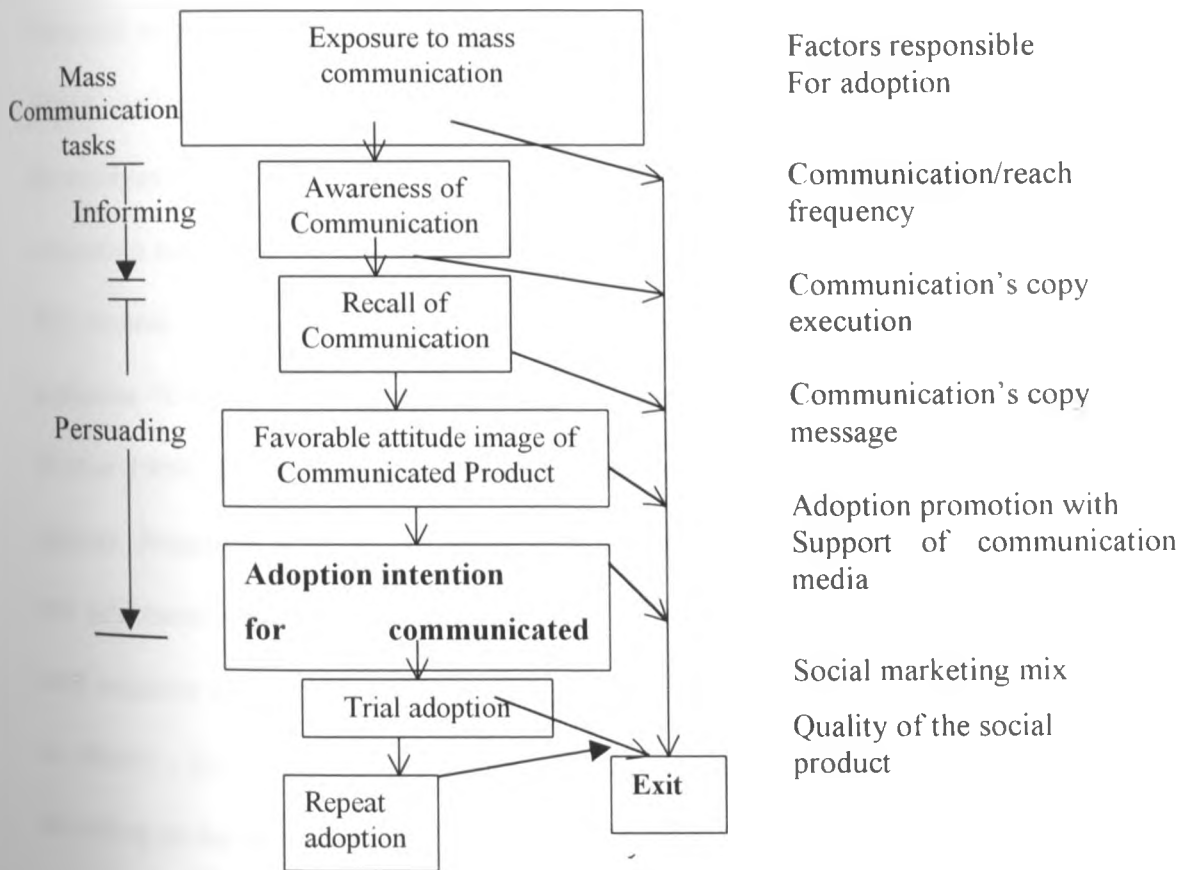 Exposure to mass
communication
Factors responsible
For adoption
Mass
Communication
tasks
Informing
Awareness of
Communication
Communication/reach
frequency
Recall of
Communication
Communication's copy
execution
Persuading
Favorable attitude image of
Communicated Product
Communication's copy
message
Adoption intention
for communicated
Adoption promotion with
Support of communication
media
Trial adoption
Social marketing mix
Repeat
adoption
Exit
Quality of the social
product